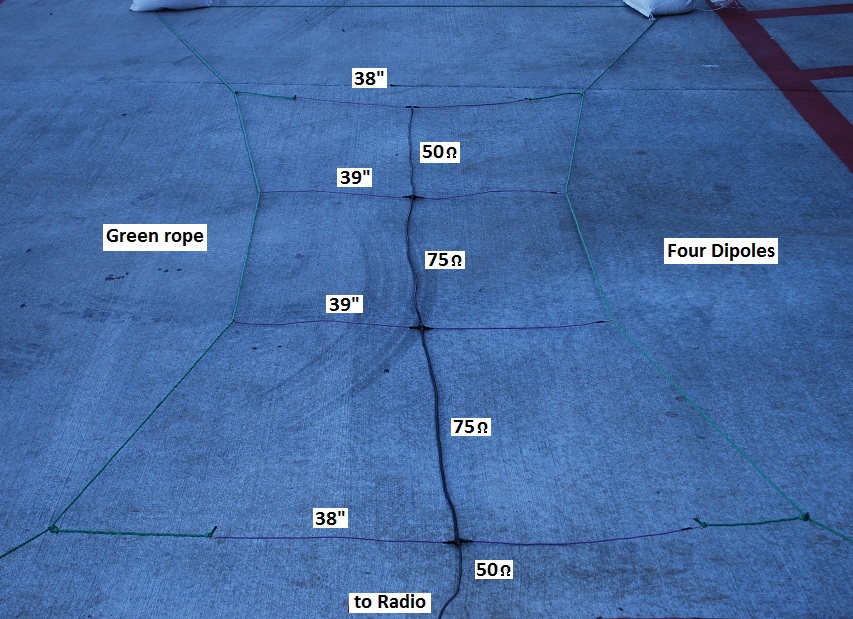 38"
50Ω
39"
Green rope
Four Dipoles
75Ω
39"
75Ω
38"
50Ω
to Radio